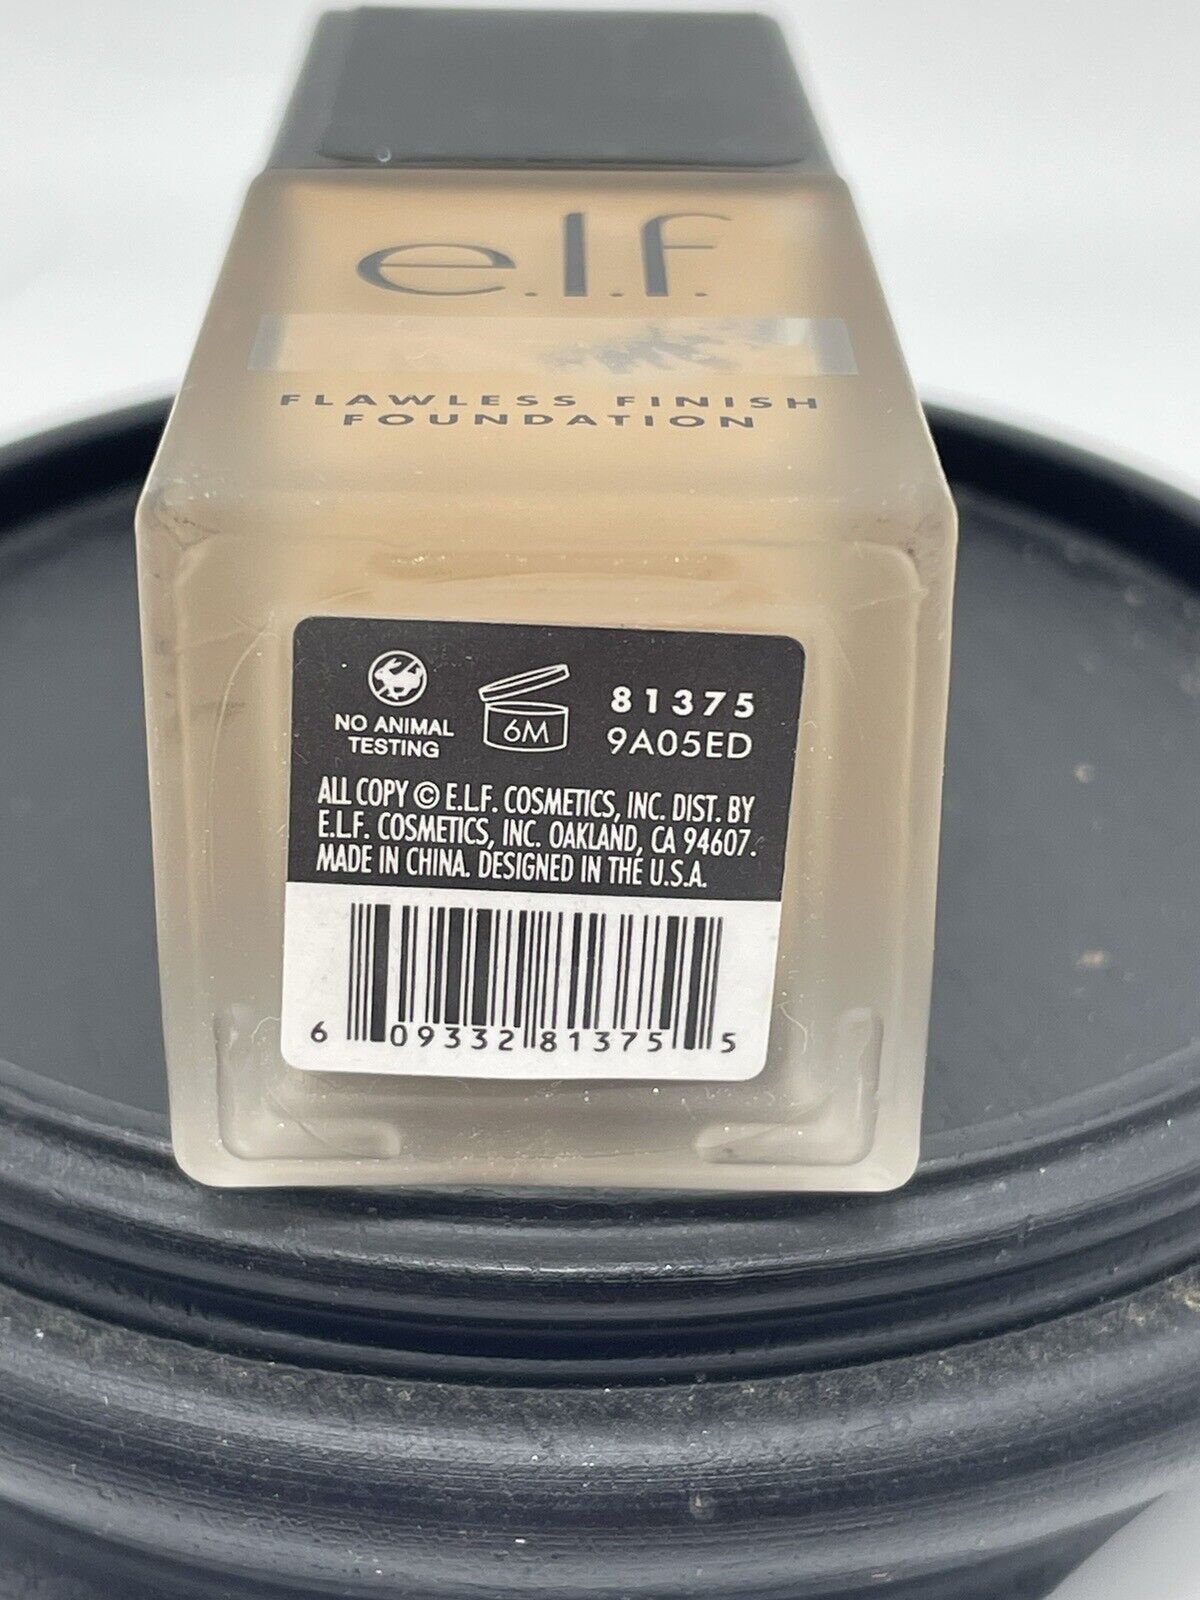 e.l.f.
FLAWLESS FINISH
FOUNDATION
NO ANIMAL
TESTING
6M
81375
9A05ED
ALL COPY © E.L.F. COSMETICS, INC. DIST. BY
E.L.F. COSMETICS, INC. OAKLAND, CA 94607.
MADE IN CHINA. DESIGNED IN THE U.S.A.
6 09332 81375 5